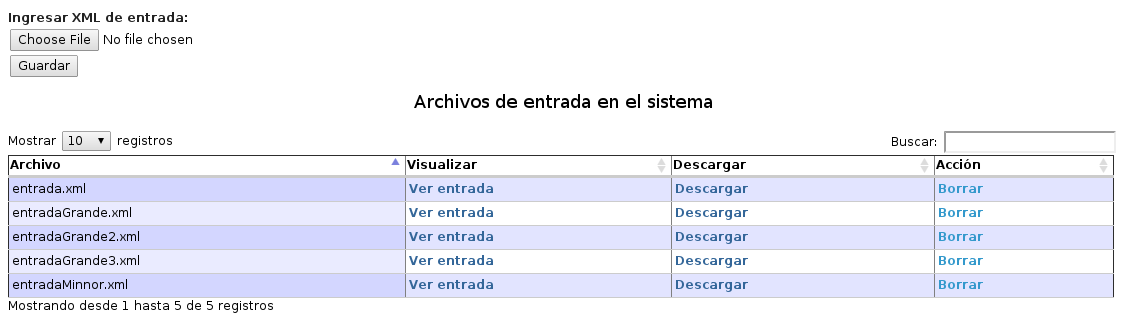 Ingresar XML de entrada:
Choose File No file chosen
Guardar
Archivos de entrada en el sistema
Mostrar 10 registros Buscar:
Archivo Visualizar Descargar Acción
entrada.xml Ver entrada Descargar Borrar
entradaGrande.xml Ver entrada Descargar Borrar
entradaGrande2.xml Ver entrada Descargar Borrar
entradaGrande3.xml Ver entrada Descargar Borrar
entradaMinnor.xml Ver entrada Descargar Borrar
Mostrando desde 1 hasta 5 de 5 registros